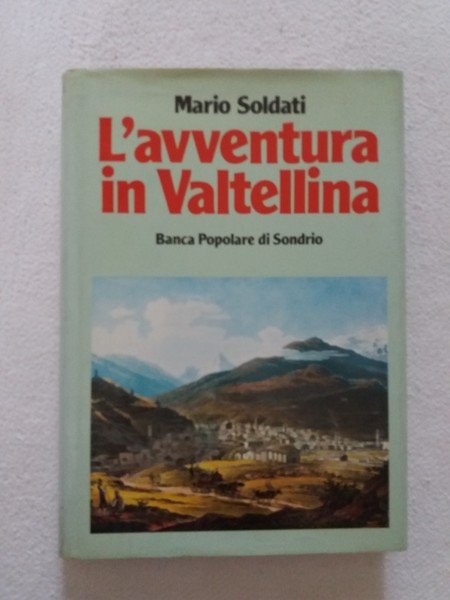 Mario Soldati
L'avventura
in Valtellina
Banca Popolare di Sondrio